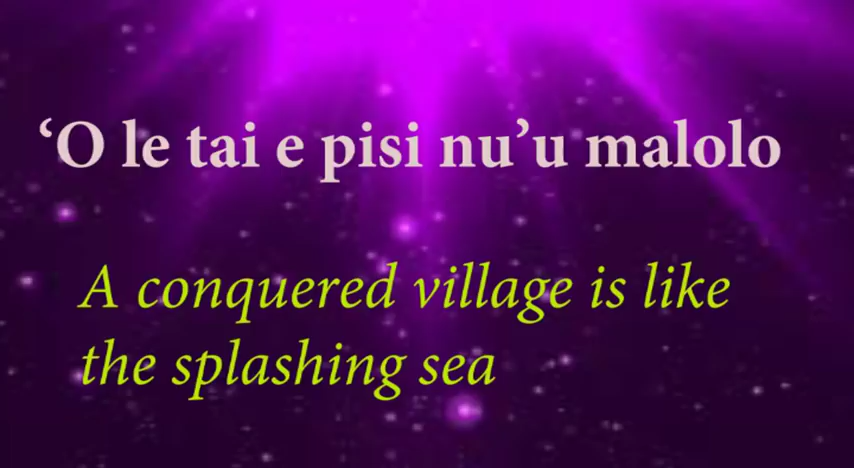 ‘O le tai e pisi nu’u malolo
A conquered village is like
the splashing sea